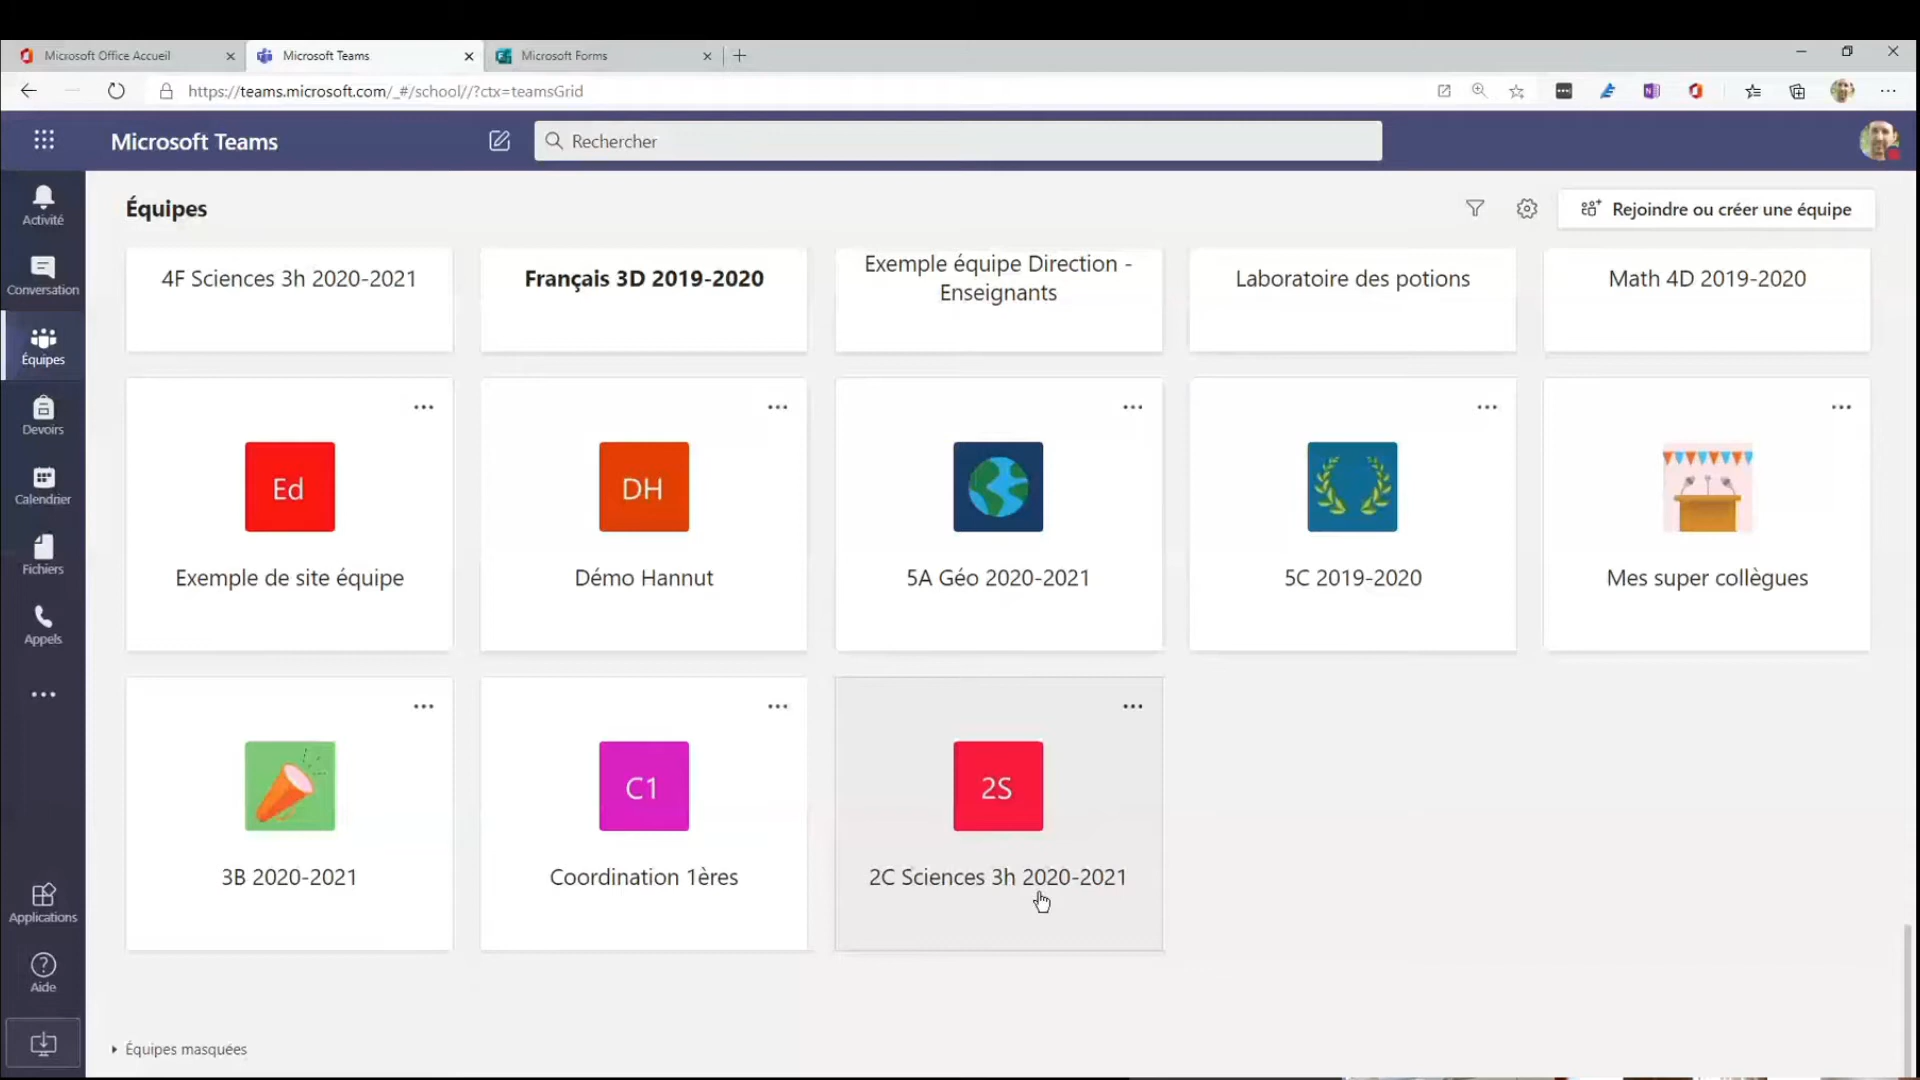 Microsoft Office Accueil
Microsoft Teams
Microsoft Forms
https://teams.microsoft.com/_#/school//?ctx=teamsGrid
Microsoft Teams
Rechercher
Activité
Conversation
Équipes
Devoirs
Calendrier
Fichiers
Appels
Applications
Aide
Équipes
Rejoindre ou créer une équipe
4F Sciences 3h 2020-2021
Français 3D 2019-2020
Exemple équipe Direction -
Enseignants
Laboratoire des potions
Math 4D 2019-2020
Ed
Exemple de site équipe
DH
Démo Hannut
5A Géo 2020-2021
5C 2019-2020
Mes super collègues
3B 2020-2021
C1
Coordination 1ères
2S
2C Sciences 3h 2020-2021
Équipes masquées